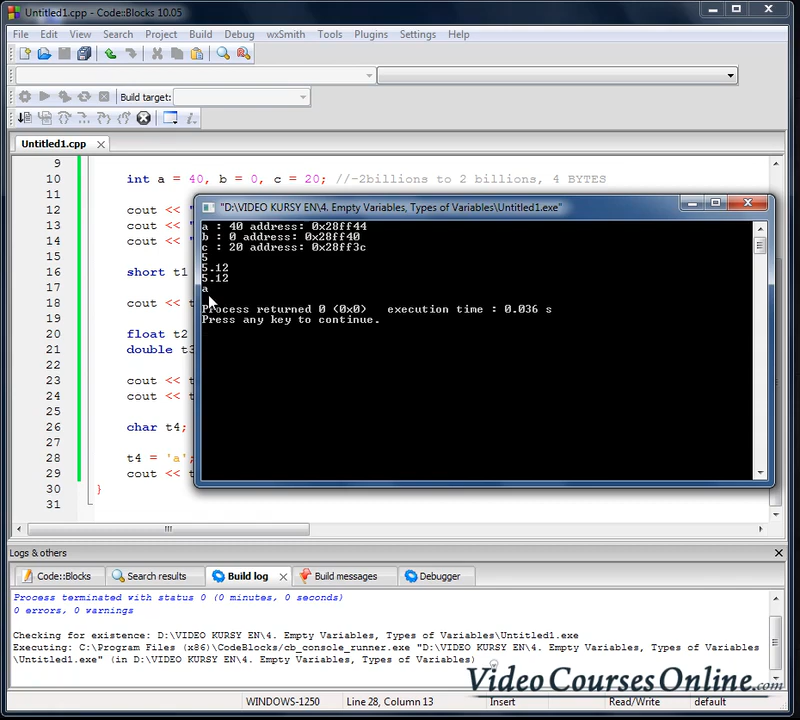 Untitled1.cpp - Code::Blocks 10.05
File Edit View Search Project Build Debug wxSmith Tools Plugins Settings Help
Build target:
Untitled1.cpp
9
10 int a = 40, b = 0, c = 20; //-2billions to 2 billions, 4 BYTES
11
12 cout << "
13 cout << "
14 cout << "
15
16 short t1
17
18 cout << t
19
20 float t2
21 double t3
22
23 cout << t
24 cout << t
25
26 char t4;
27
28 t4 = 'a';
29 cout << t
30 }
31
"D:\VIDEO KURSY EN\4. Empty Variables, Types of Variables\Untitled1.exe"
a : 40 address: 0x28ff44
b : 0 address: 0x28ff40
c : 20 address: 0x28ff3c
5
5.12
5.12
a
Process returned 0 (0x0) execution time : 0.036 s
Press any key to continue.
Logs & others
Code::Blocks Search results Build log Build messages Debugger
Process terminated with status 0 (0 minutes, 0 seconds)
0 errors, 0 warnings
Checking for existence: D:\VIDEO KURSY EN\4. Empty Variables, Types of Variables\Untitled1.exe
Executing: C:\Program Files (x86)\CodeBlocks/cb_console_runner.exe "D:\VIDEO KURSY EN\4. Empty Variables, Types of Variables
\Untitled1.exe" (in D:\VIDEO KURSY EN\4. Empty Variables, Types of Variables)
VideoCoursesOnline.com
WINDOWS-1250 Line 28, Column 13 Insert Read/Write default